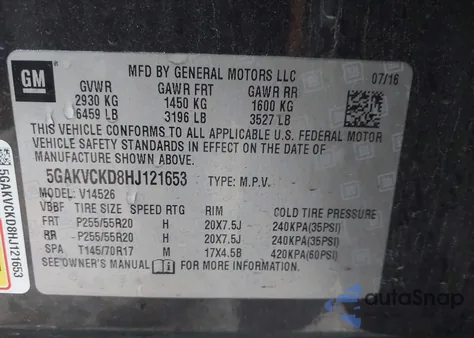 GM
MFD BY GENERAL MOTORS LLC 07/16
GVWR GAWR FRT GAWR RR
2930 KG 1450 KG 1600 KG
6459 LB 3196 LB 3527 LB
THIS VEHICLE CONFORMS TO ALL APPLICABLE U.S. FEDERAL MOTOR
VEHICLE SAFETY STANDARDS IN EFFECT ON THE DATE OF
MANUFACTURE SHOWN ABOVE.
5GAKVCKD8HJ121653 TYPE: M.P.V.
MODEL: V14526
VBBF TIRE SIZE SPEED RTG RIM COLD TIRE PRESSURE
FRT P255/55R20 H 20X7.5J 240KPA(35PSI)
RR P255/55R20 H 20X7.5J 240KPA(35PSI)
SPA T145/70R17 M 17X4.5B 420KPA(60PSI)
SEE OWNER'S MANUAL FOR MORE INFORMATION.
5GAKVCKD8HJ121653
autoSnap